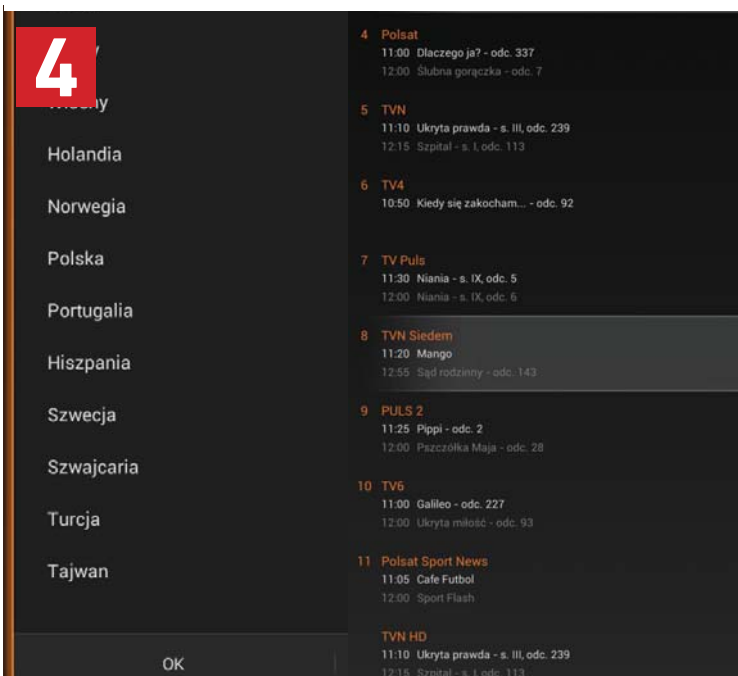 4
Holandia
Norwegia
Polska
Portugalia
Hiszpania
Szwecja
Szwajcaria
Turcja
Tajwan
OK
4 Polsat
11:00 Dlaczego ja? - odc. 337
12:00 Ślubna gorączka - odc. 7
5 TVN
11:10 Ukryta prawda - s. III, odc. 239
12:15 Szpital - s. I, odc. 113
6 TV4
10:50 Kiedy się zakocham... - odc. 92
7 TV Puls
11:30 Niania - s. IX, odc. 5
12:00 Niania - s. IX, odc. 6
8 TVN Siedem
11:20 Mango
12:55 Sąd rodzinny - odc. 143
9 PULS 2
11:25 Pippi - odc. 2
12:00 Pszczółka Maja - odc. 28
10 TV6
11:00 Galileo - odc. 227
12:00 Ukryta miłość - odc. 93
11 Polsat Sport News
11:05 Cafe Futbol
12:00 Sport Flash
TVN HD
11:10 Ukryta prawda - s. III, odc. 239
12:15 Szpital - s. I, odc. 113